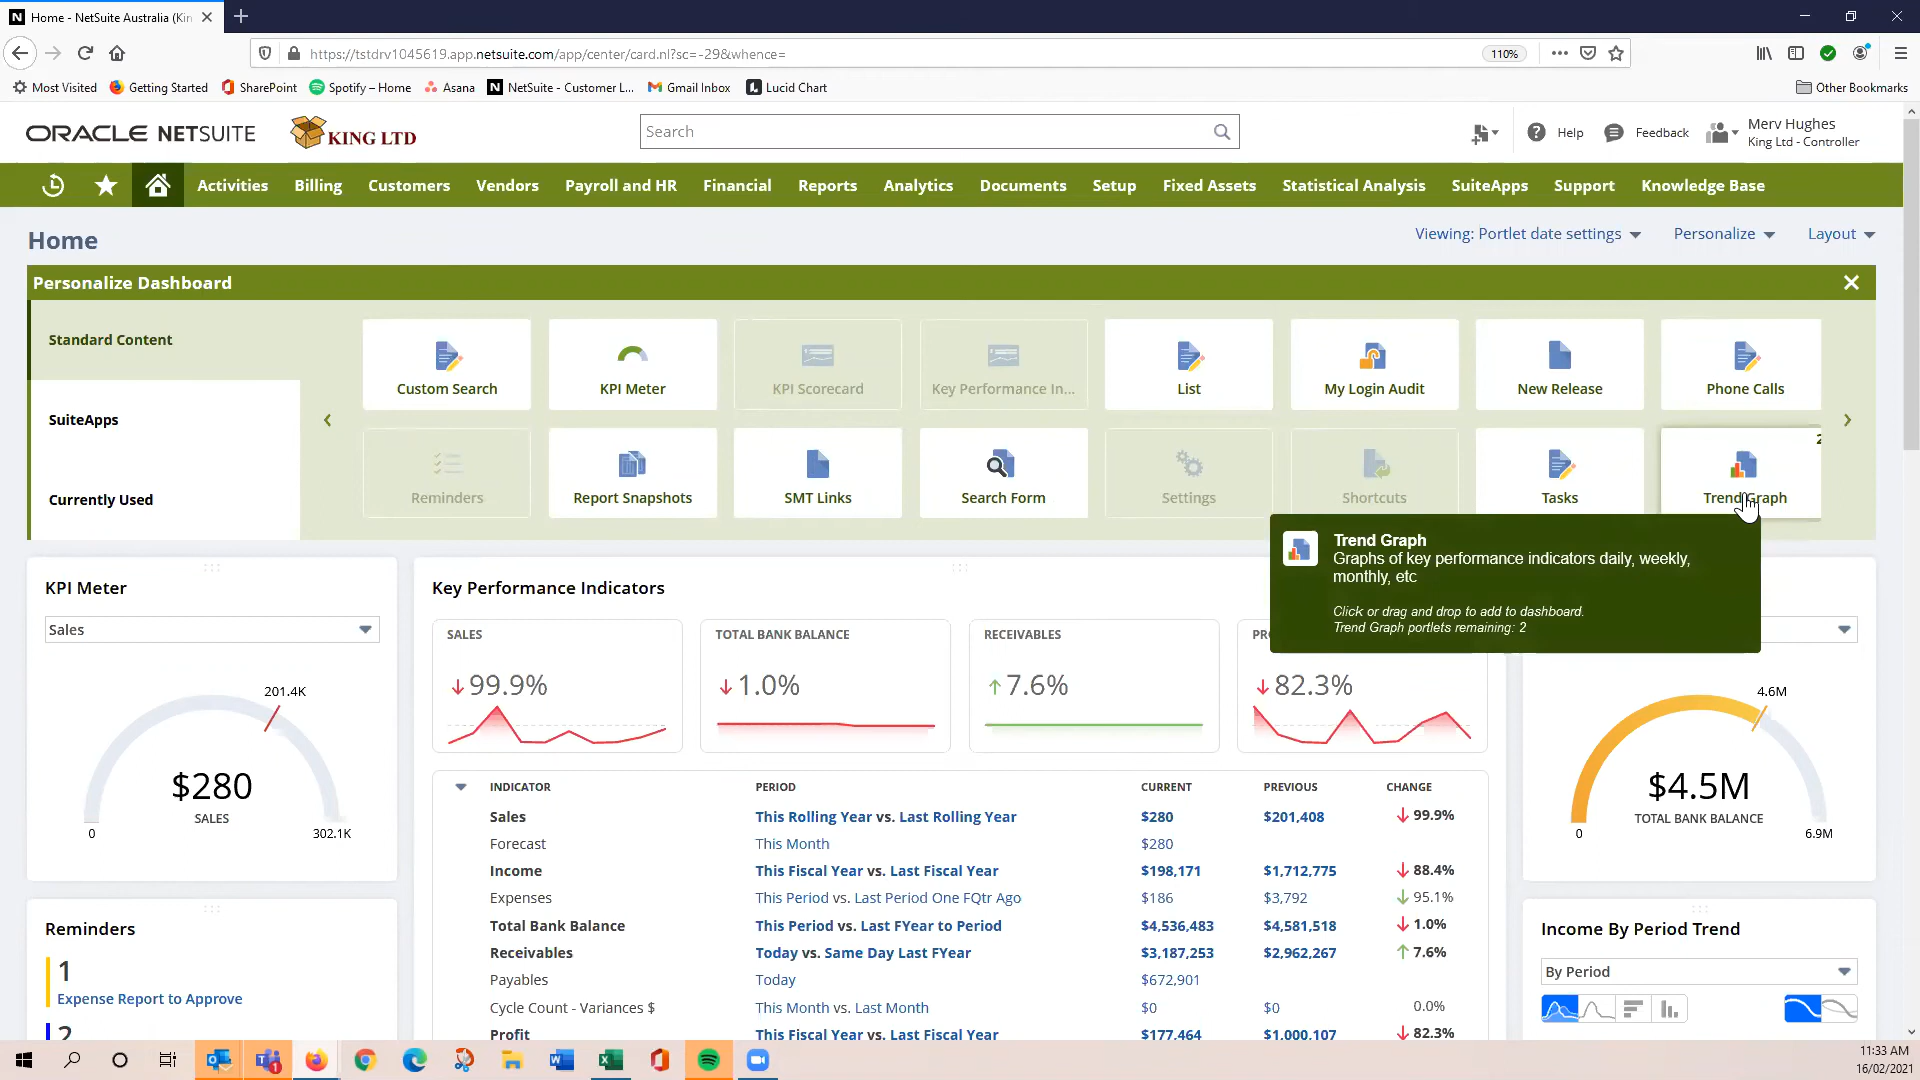 Home - NetSuite Australia (Kin
https://tstdrv1045619.app.netsuite.com/app/center/card.nl?sc=-29&whence=
110%
Most Visited Getting Started SharePoint Spotify – Home Asana NetSuite - Customer L... Gmail Inbox Lucid Chart Other Bookmarks
ORACLE NETSUITE KING LTD Search Help Feedback Merv Hughes
King Ltd - Controller
Activities Billing Customers Vendors Payroll and HR Financial Reports Analytics Documents Setup Fixed Assets Statistical Analysis SuiteApps Support Knowledge Base
Home Viewing: Portlet date settings Personalize Layout
Personalize Dashboard
Standard Content
SuiteApps
Currently Used
Custom Search KPI Meter KPI Scorecard Key Performance In... List My Login Audit New Release Phone Calls
2
Reminders Report Snapshots SMT Links Search Form Settings Shortcuts Tasks Trend Graph
Trend Graph
Graphs of key performance indicators daily, weekly,
monthly, etc
Click or drag and drop to add to dashboard.
Trend Graph portlets remaining: 2
KPI Meter
Sales
201.4K
$280
SALES
0 302.1K
Reminders
1
Expense Report to Approve
2
Key Performance Indicators
SALES TOTAL BANK BALANCE RECEIVABLES
99.9% 1.0% 7.6% 82.3%
INDICATOR PERIOD CURRENT PREVIOUS CHANGE
Sales This Rolling Year vs. Last Rolling Year $280 $201,408 99.9%
Forecast This Month $280
Income This Fiscal Year vs. Last Fiscal Year $198,171 $1,712,775 88.4%
Expenses This Period vs. Last Period One FQtr Ago $186 $3,792 95.1%
Total Bank Balance This Period vs. Last FYear to Period $4,536,483 $4,581,518 1.0%
Receivables Today vs. Same Day Last FYear $3,187,253 $2,962,267 7.6%
Payables Today $672,901
Cycle Count - Variances $ This Month vs. Last Month $0 $0 0.0%
Profit This Fiscal Year vs. Last Fiscal Year $177,464 $1,000,107 82.3%
4.6M
$4.5M
TOTAL BANK BALANCE
0 6.9M
Income By Period Trend
By Period
1
11:33 AM
16/02/2021